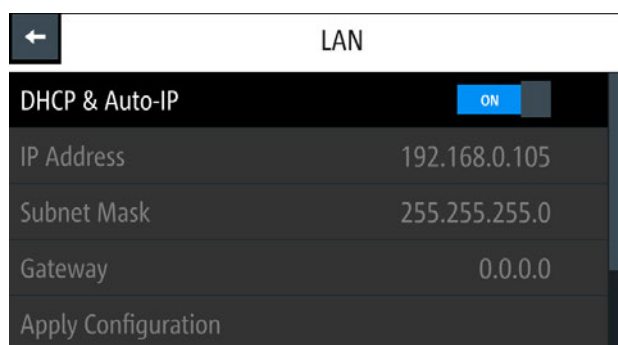 LAN
DHCP & Auto-IP ON
IP Address 192.168.0.105
Subnet Mask 255.255.255.0
Gateway 0.0.0.0
Apply Configuration